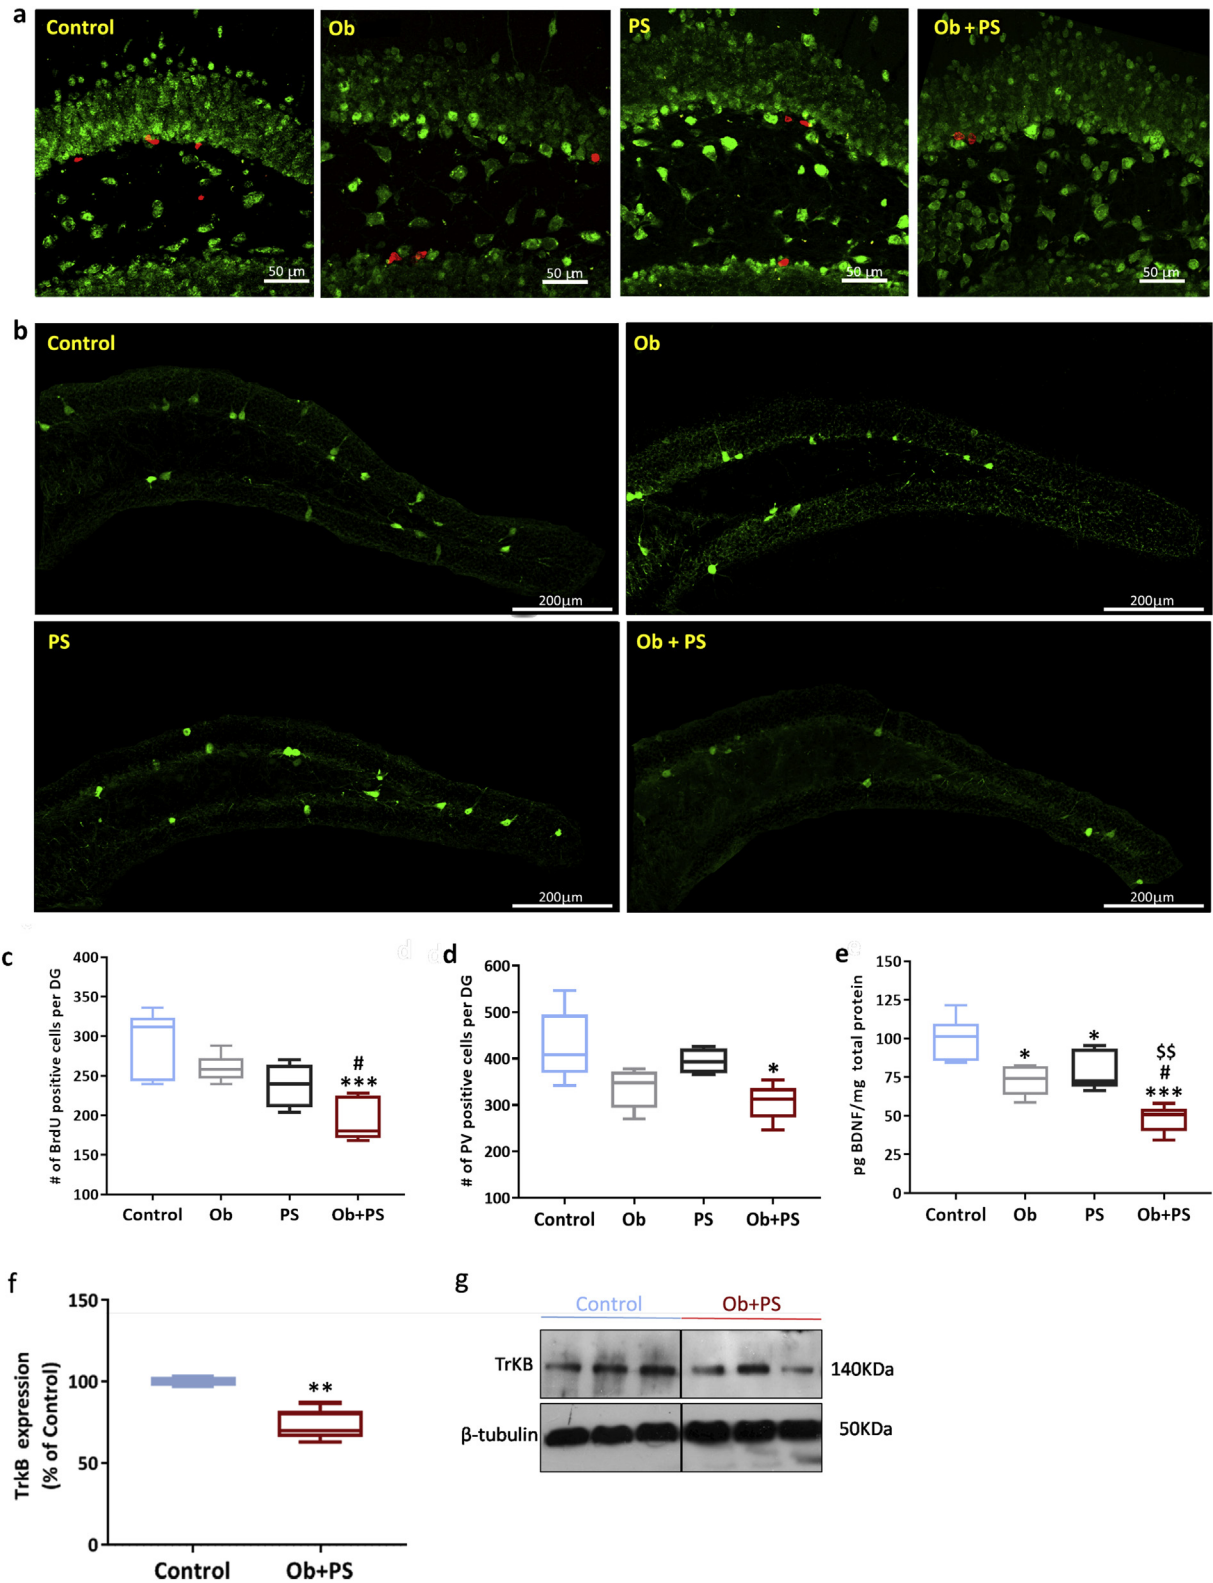 a
Control
Ob
PS
Ob + PS
50 µm
50 µm
50 µm
50 µm
b
Control
Ob
200µm
200µm
PS
Ob + PS
200µm
200µm
c
# of BrdU positive cells per DG
400
350
300
250
200
150
100
#
***
Control
Ob
PS
Ob+PS
d
# of PV positive cells per DG
600
500
400
300
200
100
*
Control
Ob
PS
Ob+PS
e
pg BDNF/mg total protein
150
125
100
75
50
25
0
*
*
$$
#
***
Control
Ob
PS
Ob+PS
f
TrkB expression
(% of Control)
150
100
50
0
**
Control
Ob+PS
g
Control
Ob+PS
TrKB
140KDa
β-tubulin
50KDa